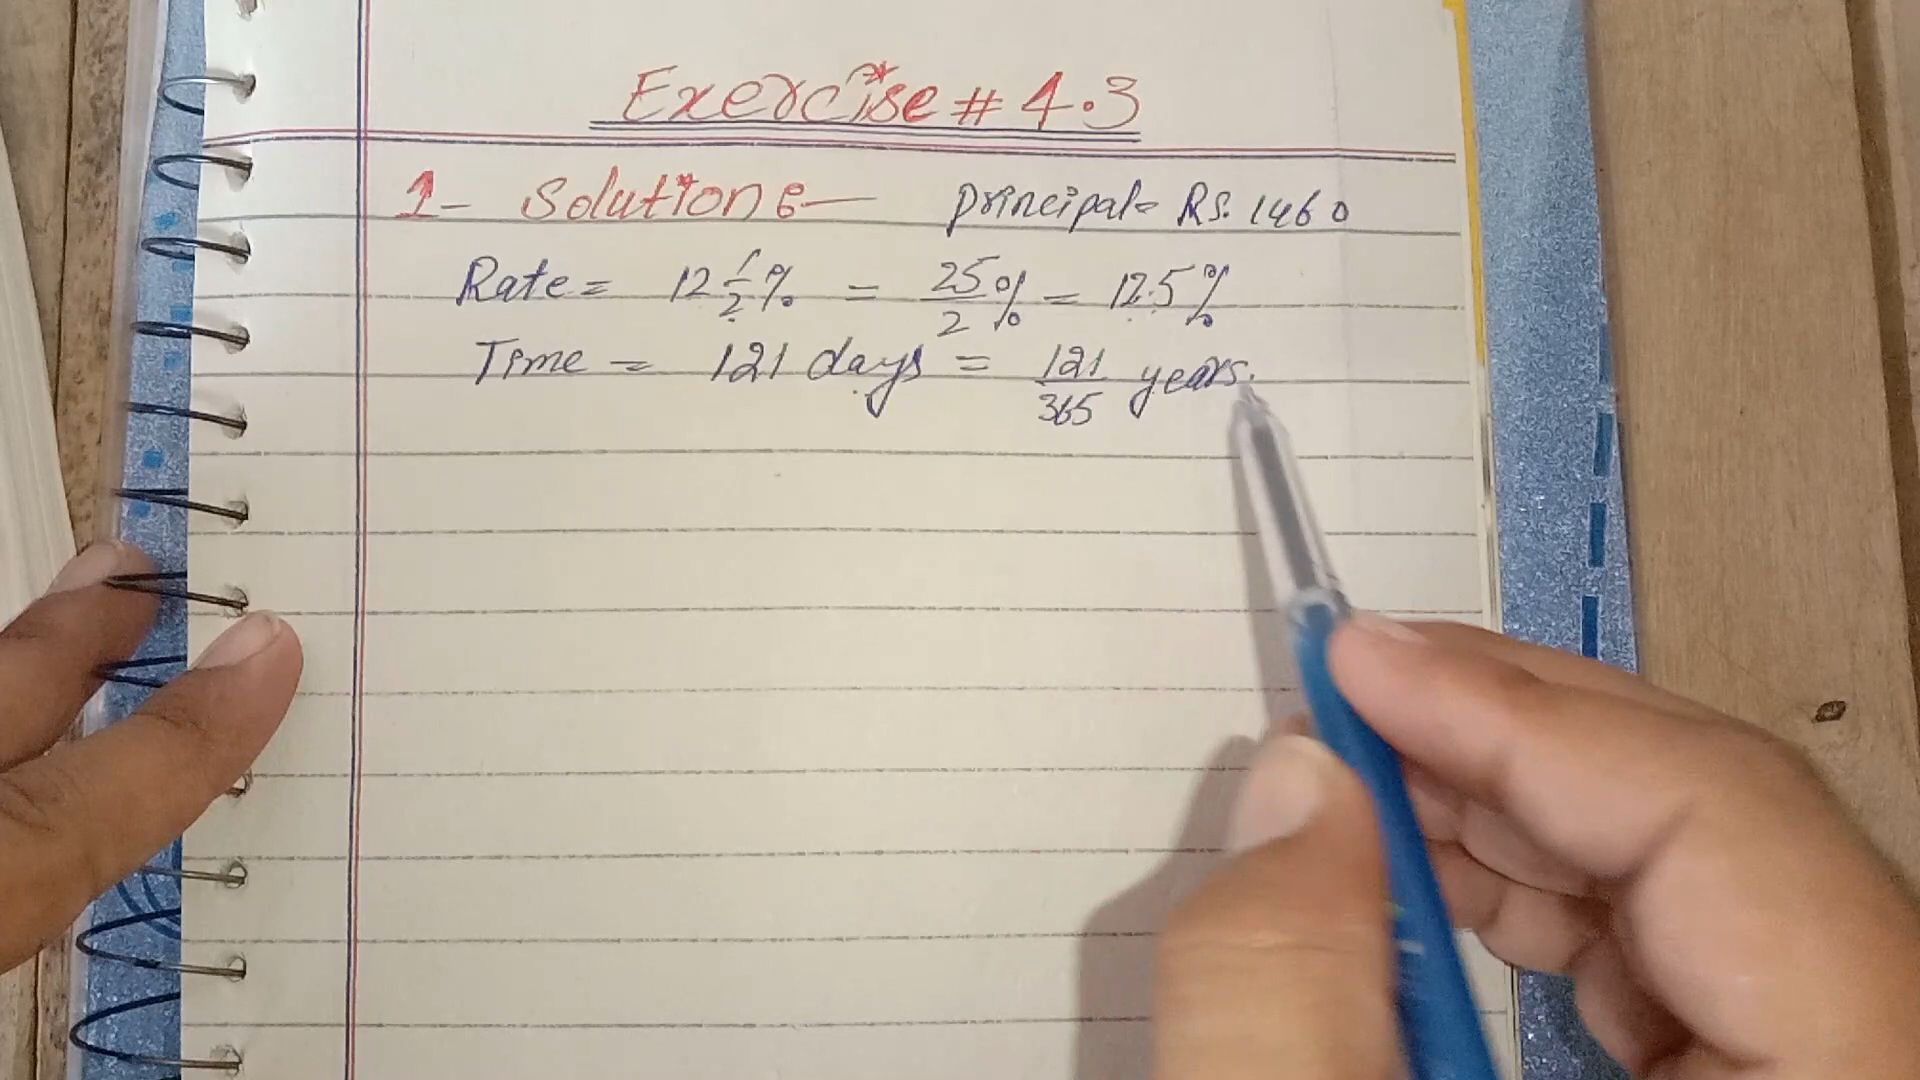 Exercise # 4.3
1- Solution:— principal= Rs. 1460
Rate = 12 1/2 % = 25/2 % = 12.5%
Time = 121 days = 121/365 years.